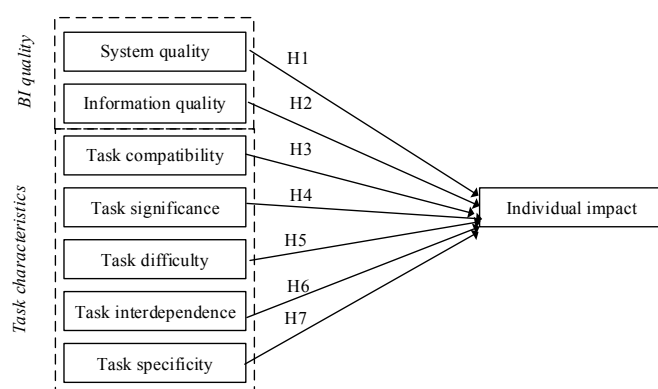 BI quality
System quality
Information quality
Task characteristics
Task compatibility
Task significance
Task difficulty
Task interdependence
Task specificity
H1
H2
H3
H4
H5
H6
H7
Individual impact